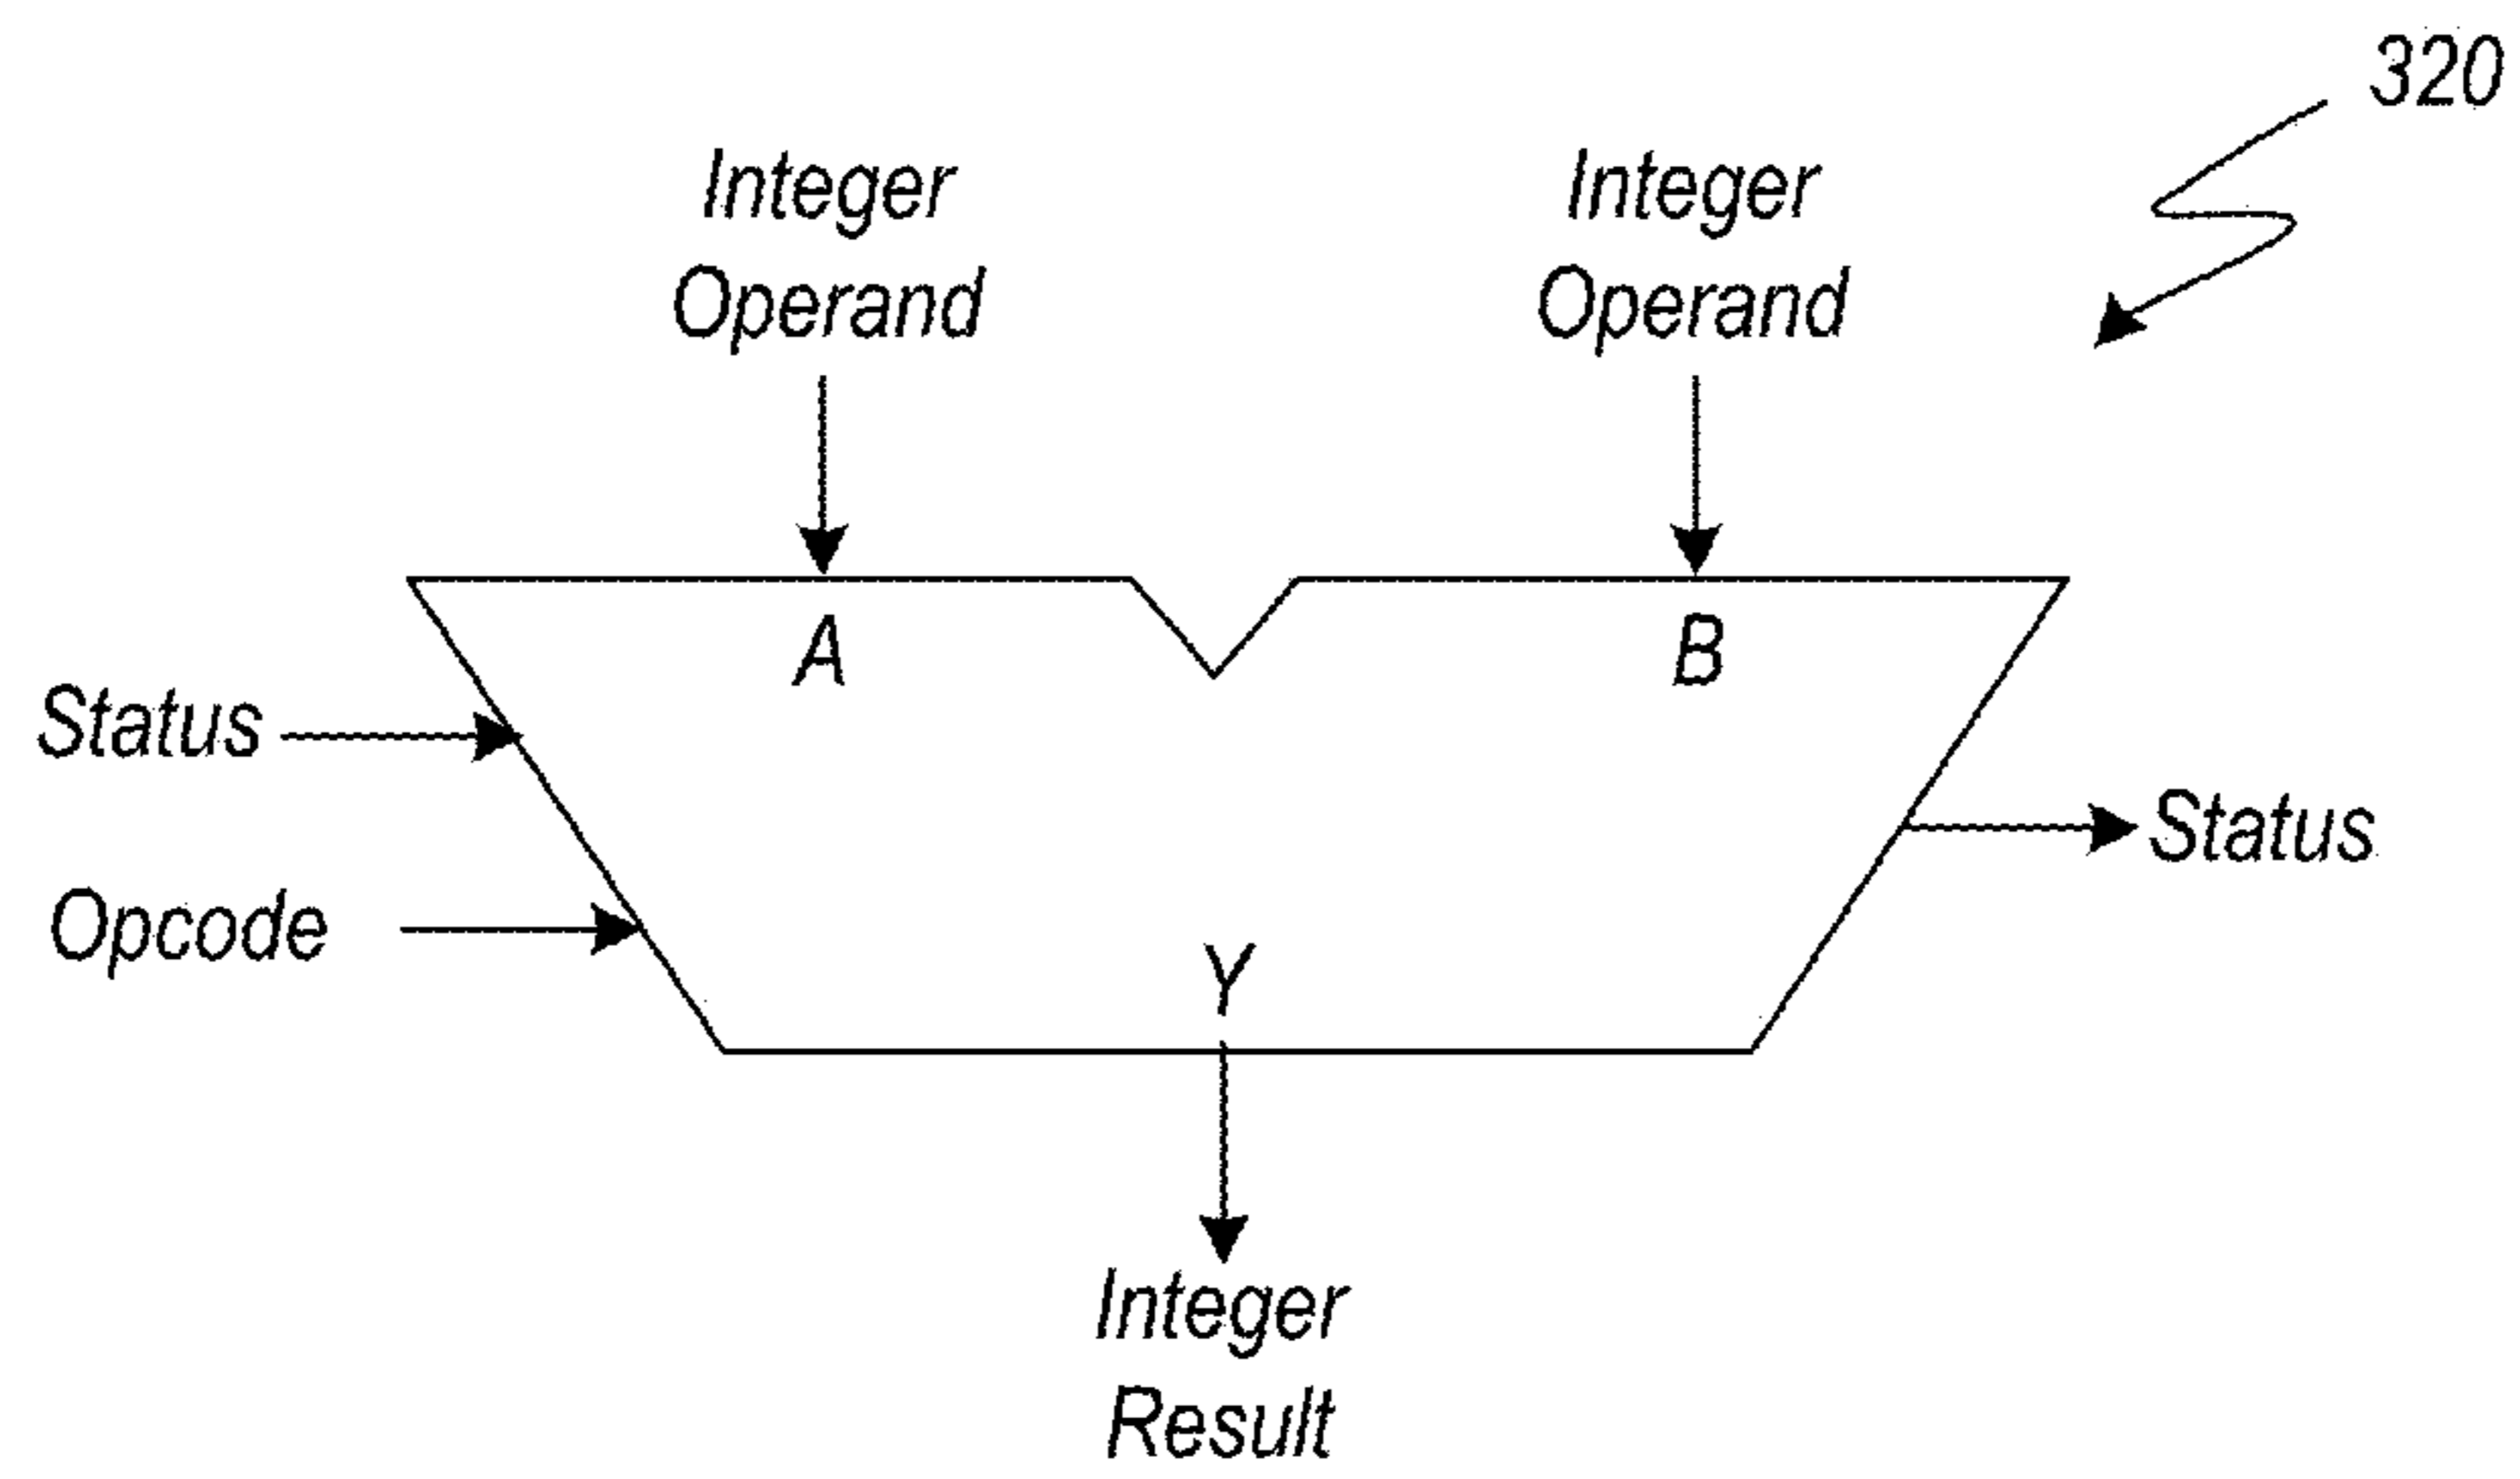 320
Integer Integer
Operand Operand
A B
Status
Status
Opcode
Y
Integer
Result